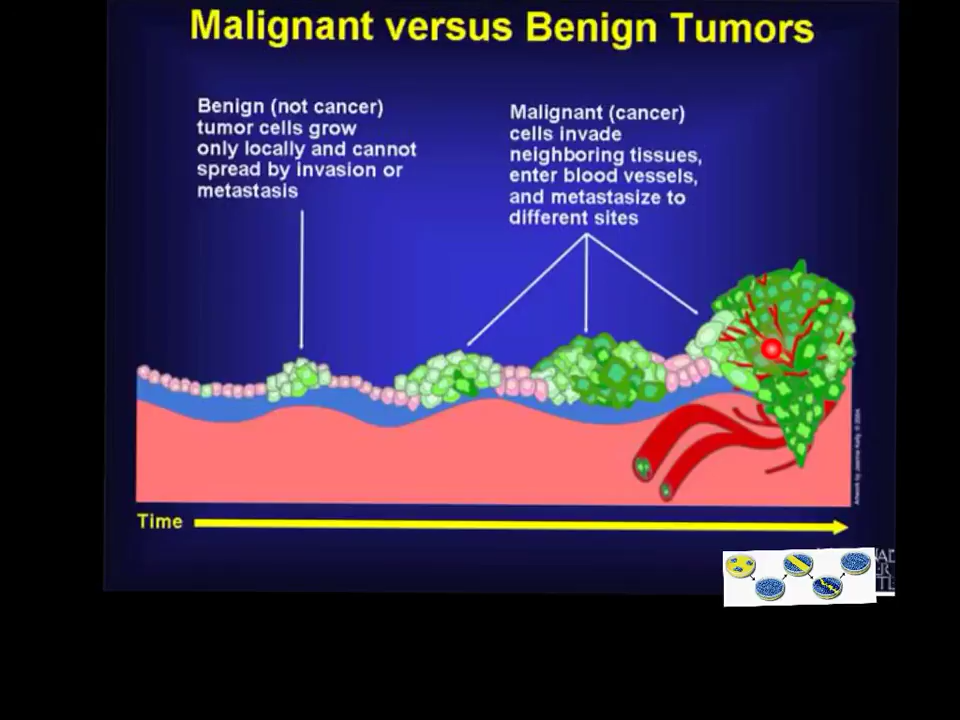 Malignant versus Benign Tumors
Benign (not cancer)
tumor cells grow
only locally and cannot
spread by invasion or
metastasis
Malignant (cancer)
cells invade
neighboring tissues,
enter blood vessels,
and metastasize to
different sites
Time